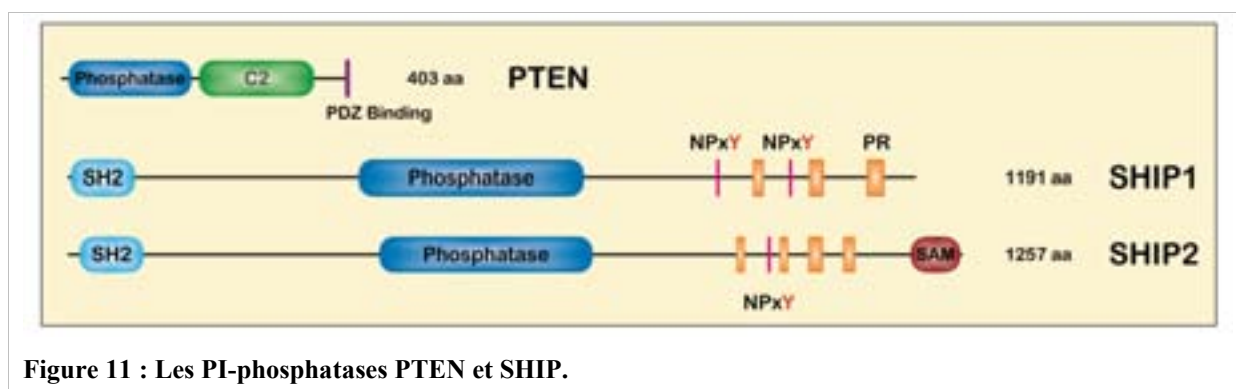 Phosphatase C2 403 aa PTEN
PDZ Binding
NPxY NPxY PR
SH2 Phosphatase 1191 aa SHIP1
SH2 Phosphatase SAM 1257 aa SHIP2
NPxY
Figure 11 : Les PI-phosphatases PTEN et SHIP.